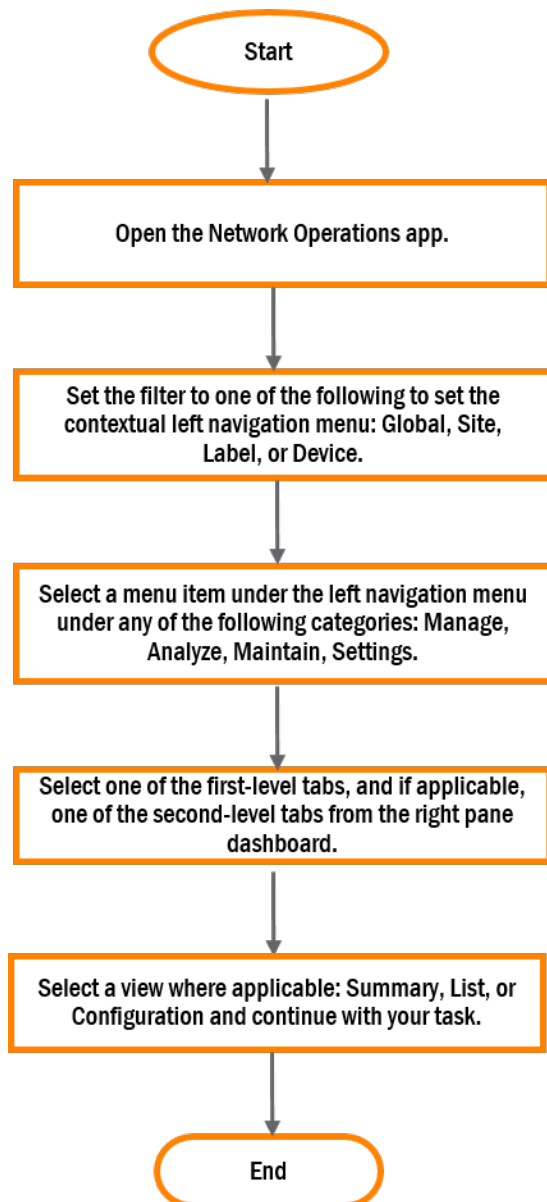 Start
Open the Network Operations app.
Set the filter to one of the following to set the
contextual left navigation menu: Global, Site,
Label, or Device.
Select a menu item under the left navigation menu
under any of the following categories: Manage,
Analyze, Maintain, Settings.
Select one of the first-level tabs, and if applicable,
one of the second-level tabs from the right pane
dashboard.
Select a view where applicable: Summary, List, or
Configuration and continue with your task.
End